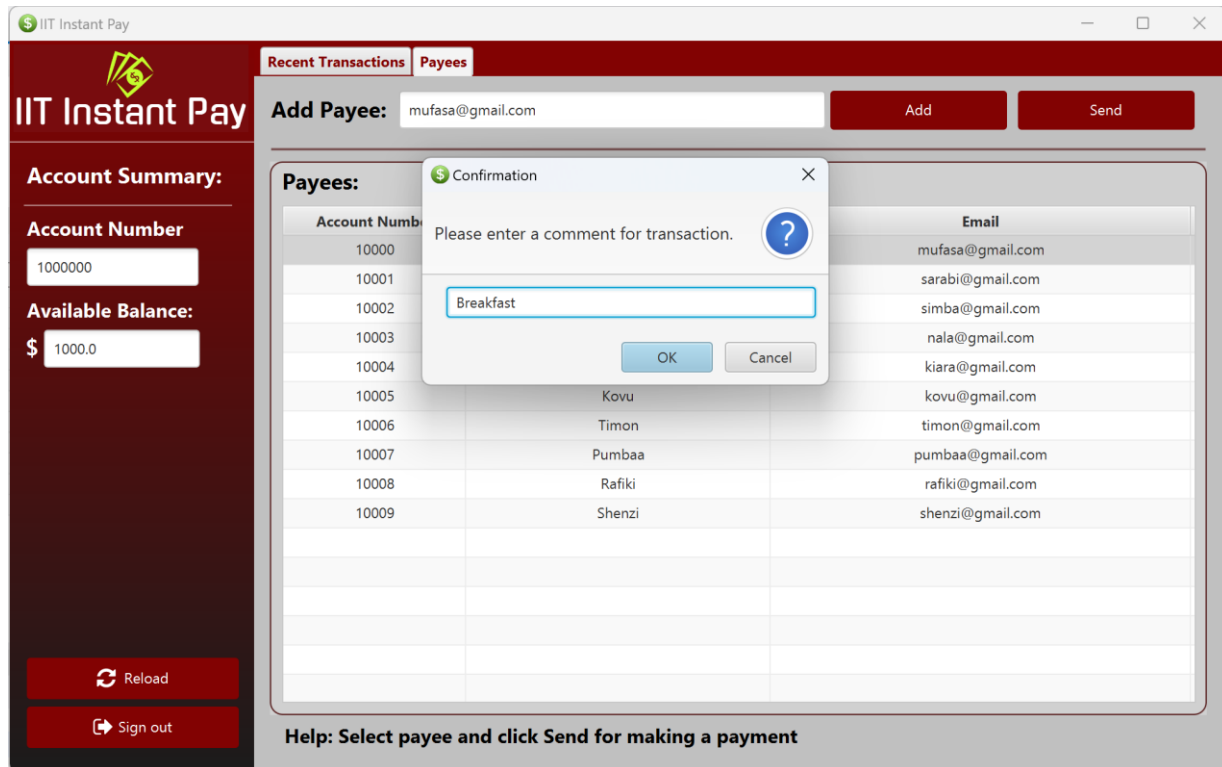 IIT Instant Pay
IIT Instant Pay
Recent Transactions Payees
Add Payee: mufasa@gmail.com Add Send
Account Summary:
Account Number
1000000
Available Balance:
$ 1000.0
Reload
Sign out
Payees:
Account Numb Email
10000 mufasa@gmail.com
10001 sarabi@gmail.com
10002 simba@gmail.com
10003 nala@gmail.com
10004 kiara@gmail.com
10005 Kovu kovu@gmail.com
10006 Timon timon@gmail.com
10007 Pumbaa pumbaa@gmail.com
10008 Rafiki rafiki@gmail.com
10009 Shenzi shenzi@gmail.com
Confirmation
Please enter a comment for transaction.
?
Breakfast
OK Cancel
Help: Select payee and click Send for making a payment